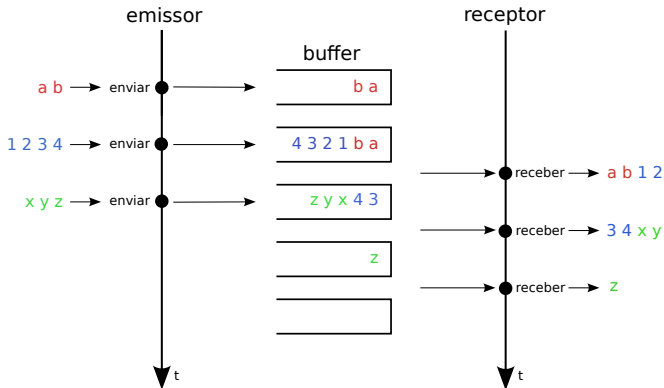 emissor
receptor
buffer
a b enviar b a
1 2 3 4 enviar 4 3 2 1 b a
receber a b 1 2
x y z enviar z y x 4 3
receber 3 4 x y
z
receber z
t
t